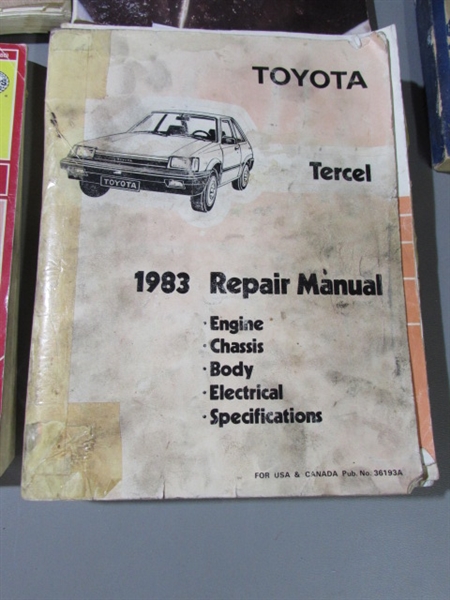 TOYOTA
TOYOTA
Tercel
1983 Repair Manual
·Engine
·Chassis
·Body
·Electrical
·Specifications
FOR USA & CANADA Pub. No. 36193A